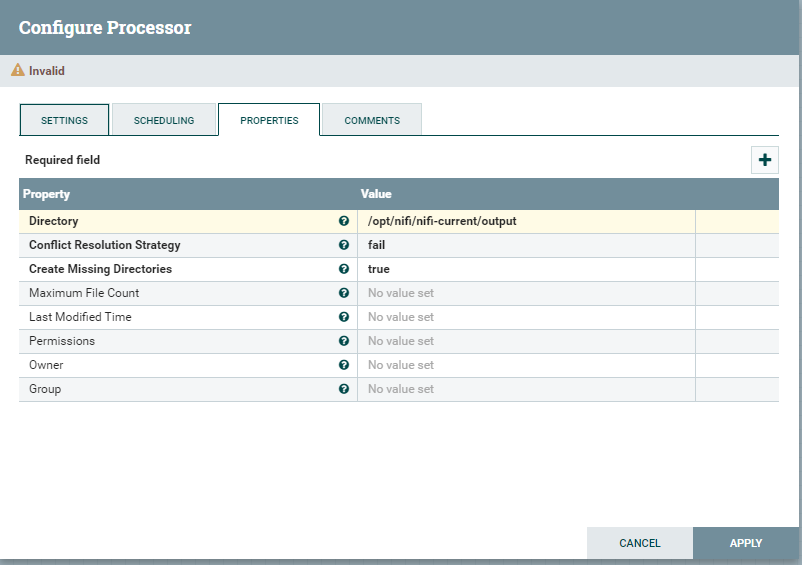 Configure Processor
Invalid
SETTINGS SCHEDULING PROPERTIES COMMENTS
Required field
Property Value
Directory /opt/nifi/nifi-current/output
Conflict Resolution Strategy fail
Create Missing Directories true
Maximum File Count No value set
Last Modified Time No value set
Permissions No value set
Owner No value set
Group No value set
CANCEL APPLY